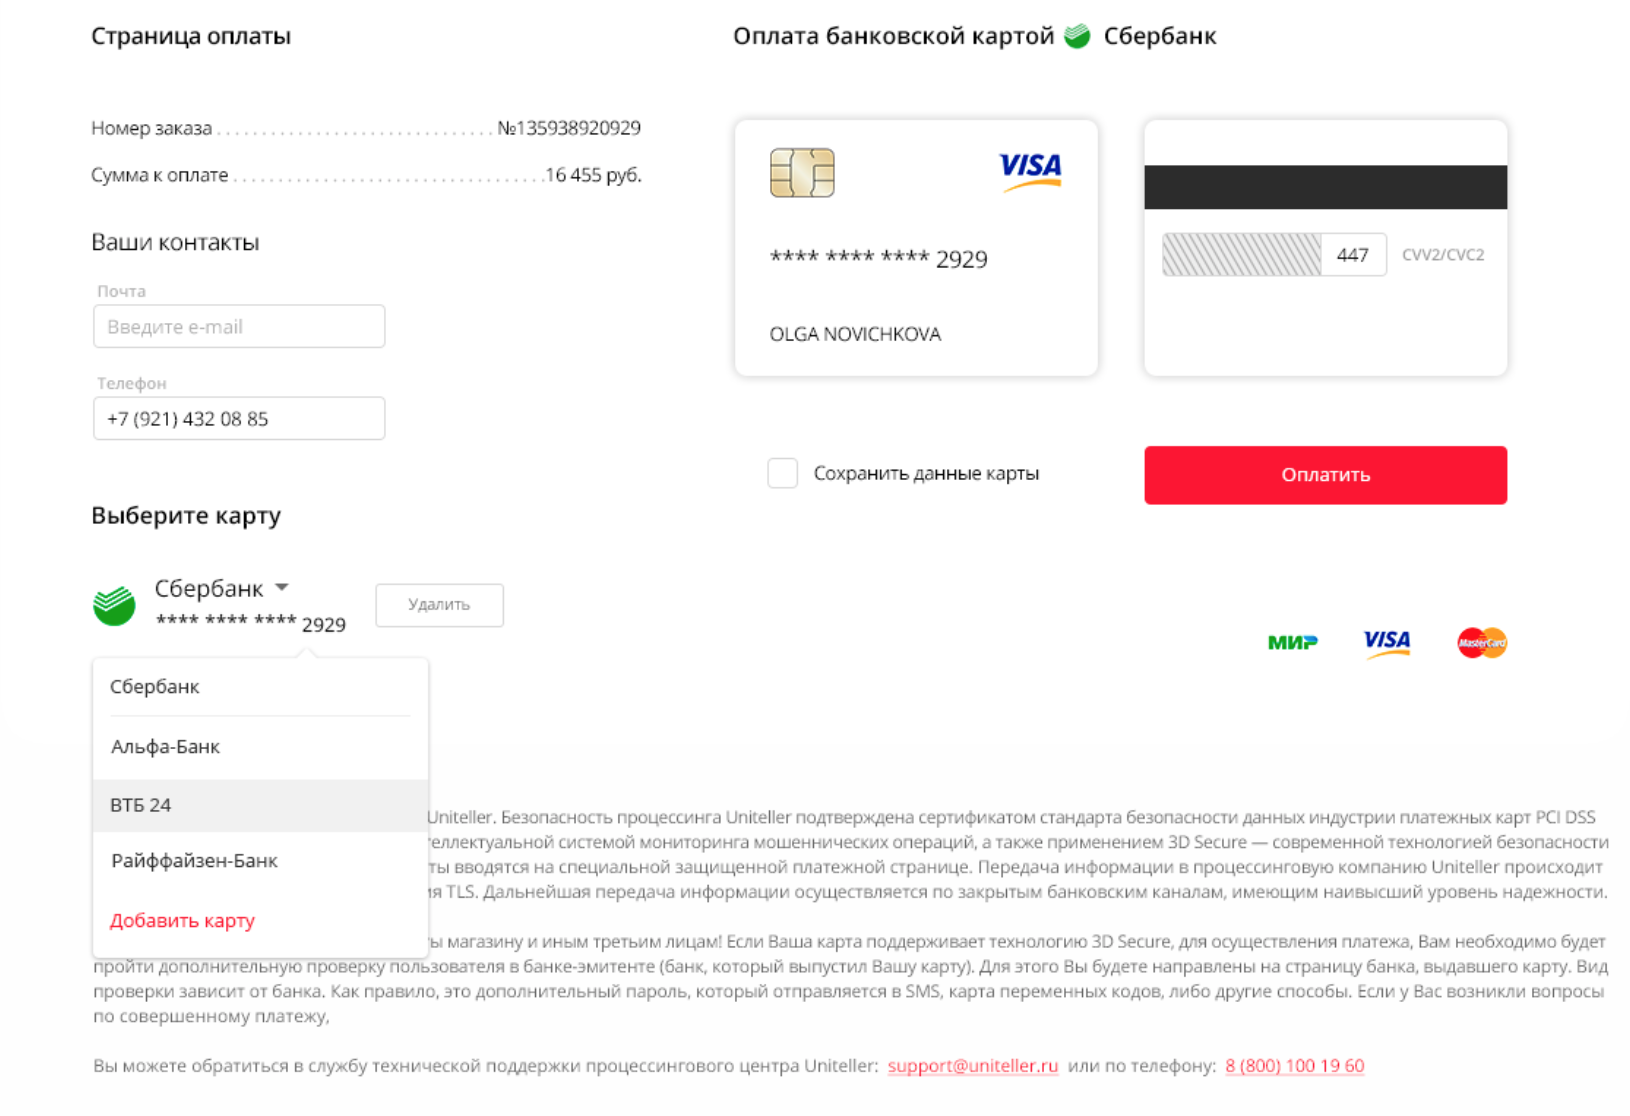 Страница оплаты
Оплата банковской картой Сбербанк
Номер заказа ............................... №135938920929
Сумма к оплате ...................................16 455 руб.
Ваши контакты
Почта
Введите e-mail
Телефон
+7 (921) 432 08 85
Выберите карту
Сбербанк
**** **** **** 2929
Удалить
Сбербанк
Альфа-Банк
ВТБ 24
Райффайзен-Банк
Добавить карту
VISA
**** **** **** 2929
OLGA NOVICHKOVA
447
CVV2/CVC2
Сохранить данные карты
Оплатить
МИР
VISA
MasterCard
Uniteller. Безопасность процессинга Uniteller подтверждена сертификатом стандарта безопасности данных индустрии платежных карт PCI DSS
теллектуальной системой мониторинга мошеннических операций, а также применением 3D Secure — современной технологией безопасности
ты вводятся на специальной защищенной платежной странице. Передача информации в процессинговую компанию Uniteller происходит
ия TLS. Дальнейшая передача информации осуществляется по закрытым банковским каналам, имеющим наивысший уровень надежности.
ты магазину и иным третьим лицам! Если Ваша карта поддерживает технологию 3D Secure, для осуществления платежа, Вам необходимо будет
пройти дополнительную проверку пользователя в банке-эмитенте (банк, который выпустил Вашу карту). Для этого Вы будете направлены на страницу банка, выдавшего карту. Вид
проверки зависит от банка. Как правило, это дополнительный пароль, который отправляется в SMS, карта переменных кодов, либо другие способы. Если у Вас возникли вопросы
по совершенному платежу,
Вы можете обратиться в службу технической поддержки процессингового центра Uniteller: support@uniteller.ru или по телефону: 8 (800) 100 19 60